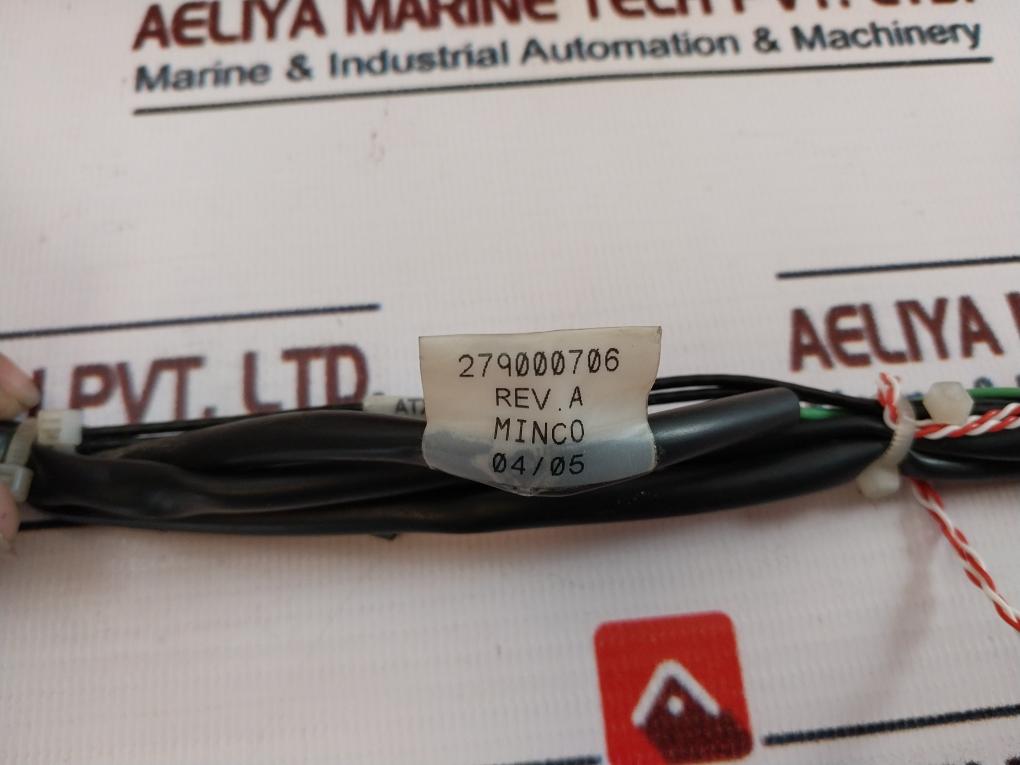 AELIYA MARINE TECH PVT. LTD.
Marine & Industrial Automation & Machinery
AELIYA
PVT. LTD.
279000706
REV.A
MINCO
04/05